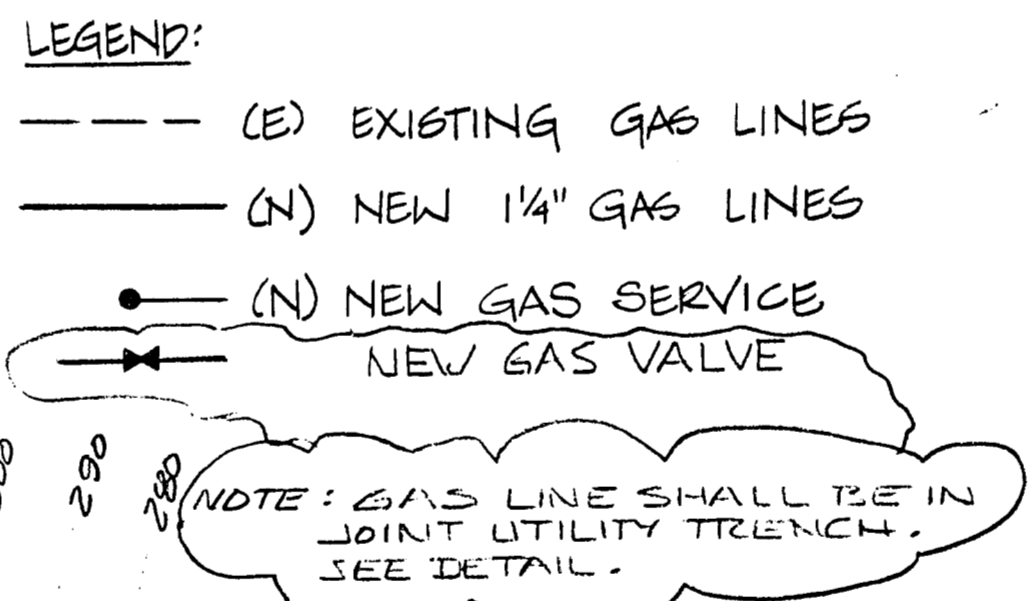 LEGEND:
(E) EXISTING GAS LINES
(N) NEW 1¼" GAS LINES
(N) NEW GAS SERVICE
NEW GAS VALVE
290
280
NOTE: GAS LINE SHALL BE IN
JOINT UTILITY TRENCH.
SEE DETAIL.